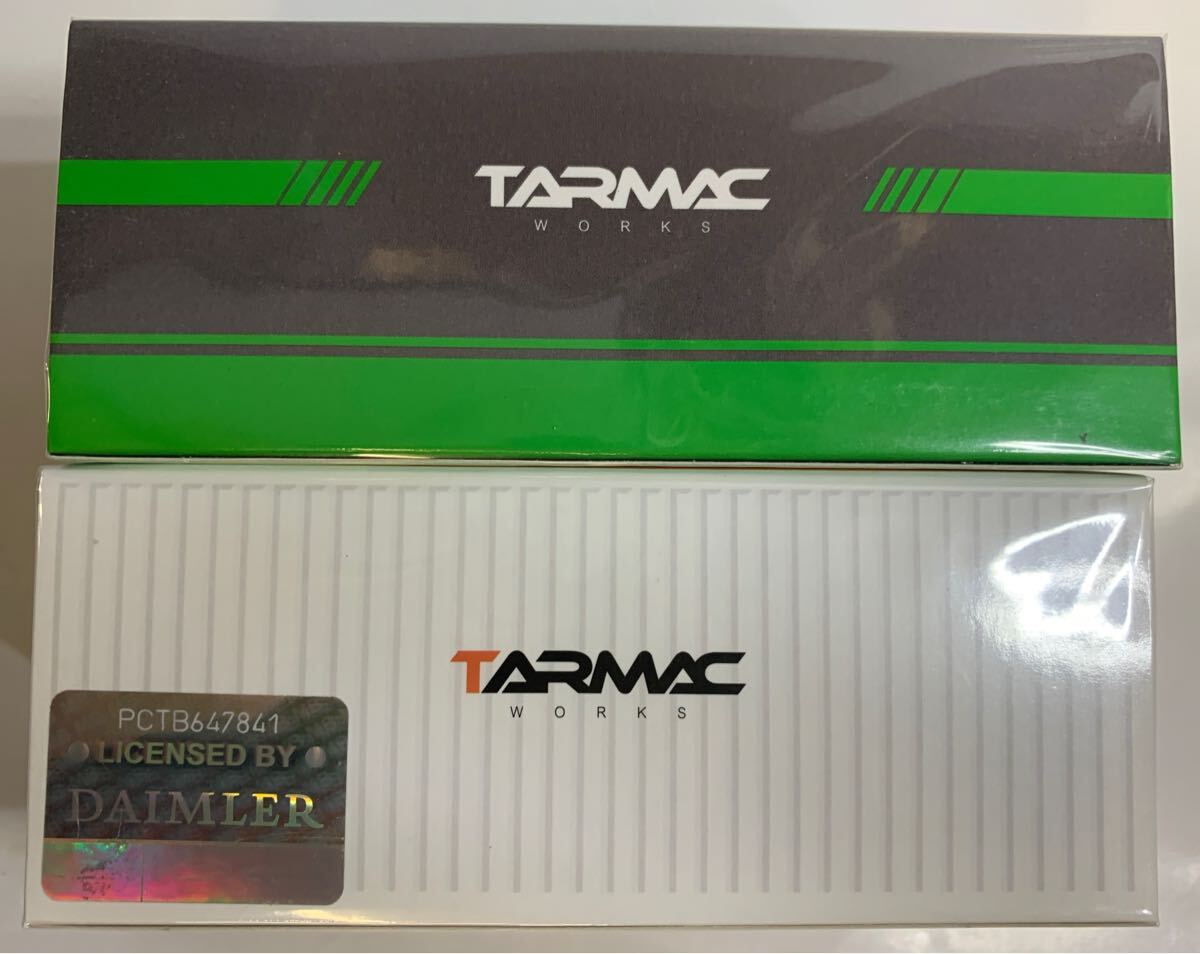 TARMAC
WORKS
TARMAC
WORKS
PCTB647841
LICENSED BY
DAIMLER